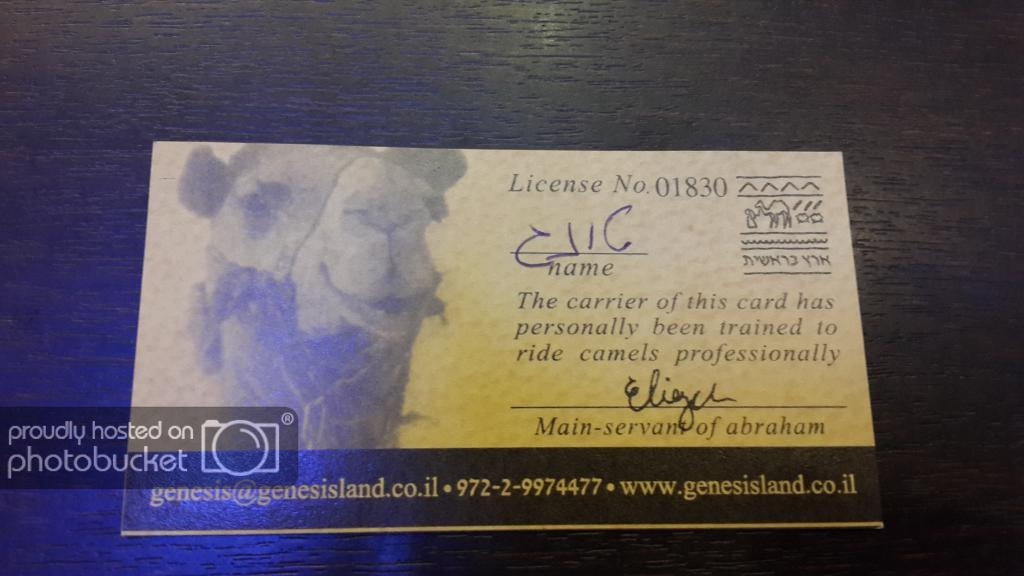 License No. 01830
ארץ בראשית
name
The carrier of this card has
personally been trained to
ride camels professionally
Eliezer
Main-servant of abraham
proudly hosted on
photobucket ®
genesis@genesisland.co.il • 972-2-9974477 • www.genesisland.co.il